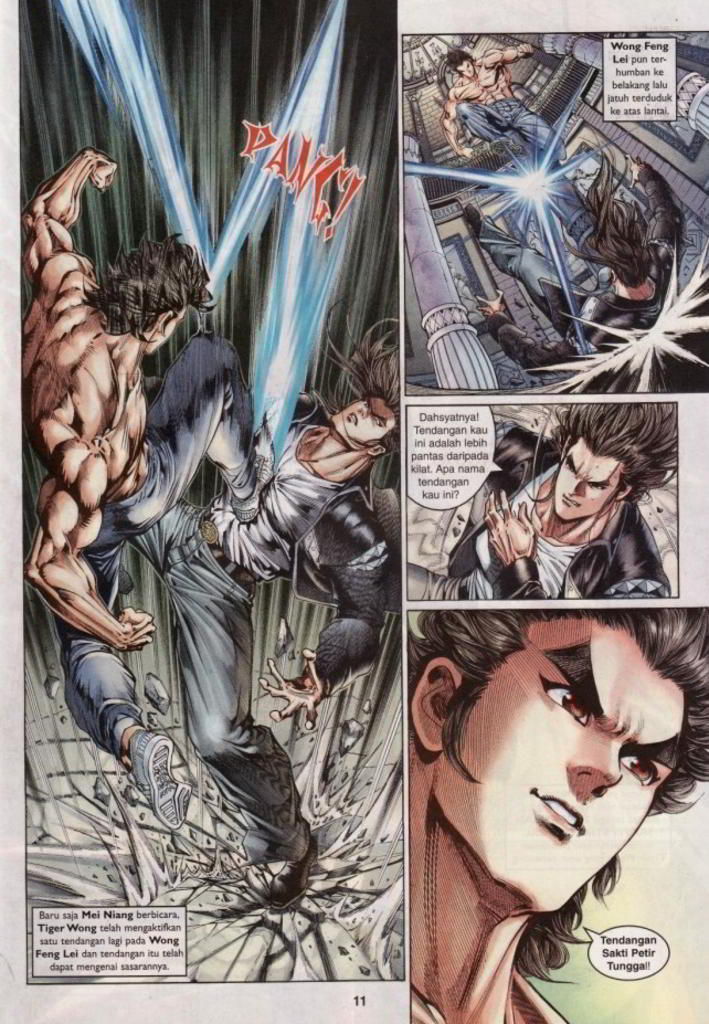 PANG!
Baru saja Mei Niang berbicara,
Tiger Wong telah mengaktifkan
satu tendangan lagi pada Wong
Feng Lei dan tendangan itu telah
dapat mengenai sasarannya.
Wong Feng
Lei pun ter-
humban ke
belakang lalu
jatuh terduduk
ke atas lantai.
Dahsyatnya!
Tendangan kau
ini adalah lebih
pantas daripada
kilat. Apa nama
tendangan
kau ini?
Tendangan
Sakti Petir
Tunggal!
11